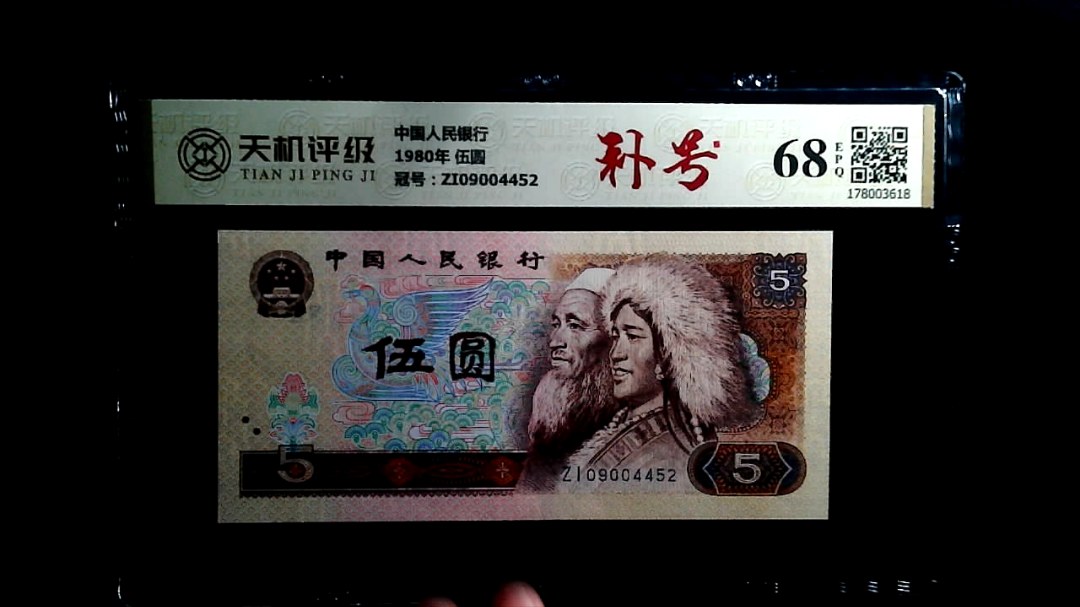 天机评级
TIAN JI PING JI
中国人民银行
1980年 伍圆
冠号：ZI09004452
补号
68
EPQ
178003618
中国人民银行
5
伍圆
5
ZI09004452
5